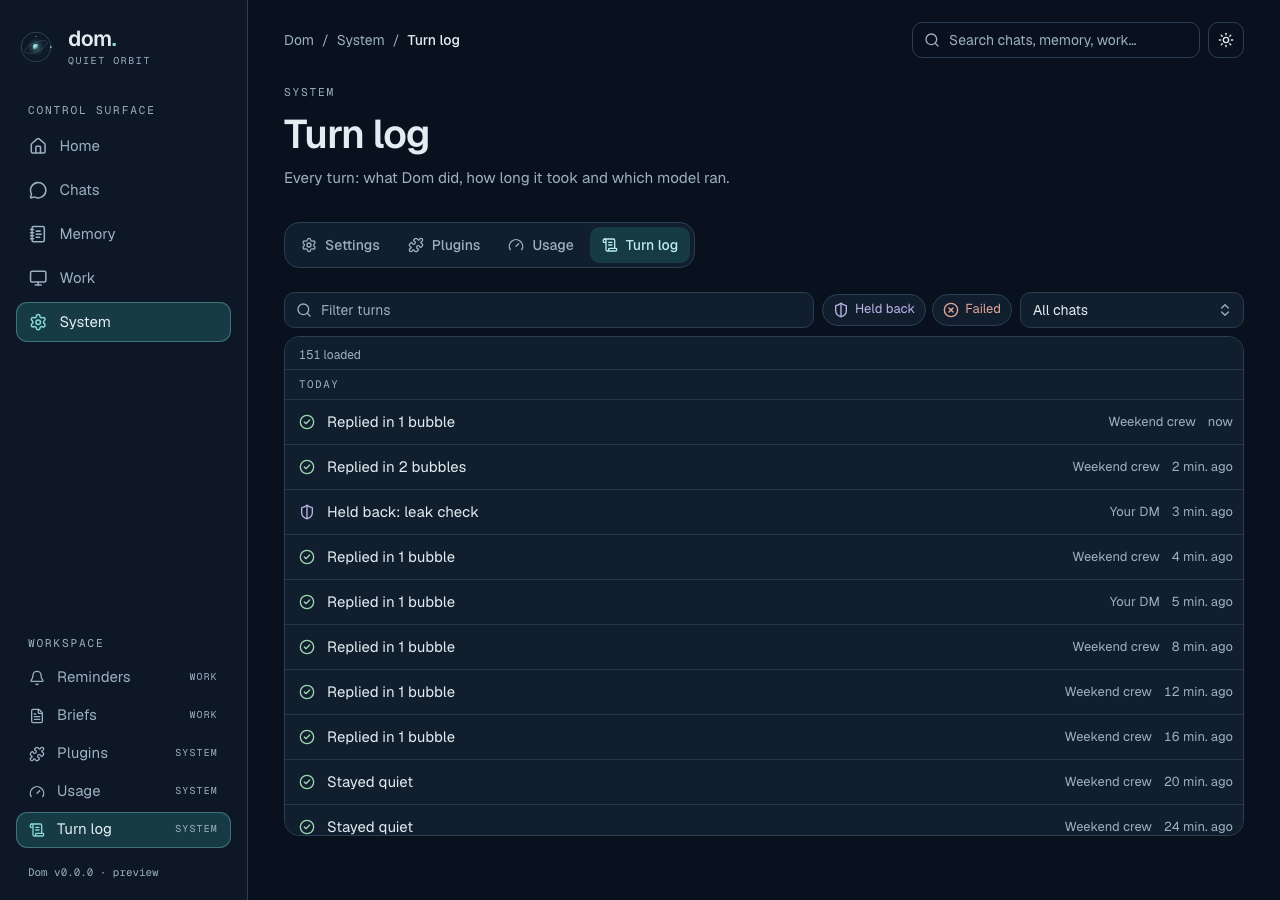 dom.
QUIET ORBIT
CONTROL SURFACE
Home
Chats
Memory
Work
System
WORKSPACE
Reminders WORK
Briefs WORK
Plugins SYSTEM
Usage SYSTEM
Turn log SYSTEM
Dom v0.0.0 · preview
Dom / System / Turn log
Search chats, memory, work…
SYSTEM
Turn log
Every turn: what Dom did, how long it took and which model ran.
Settings Plugins Usage Turn log
Filter turns Held back Failed All chats
151 loaded
TODAY
Replied in 1 bubble Weekend crew now
Replied in 2 bubbles Weekend crew 2 min. ago
Held back: leak check Your DM 3 min. ago
Replied in 1 bubble Weekend crew 4 min. ago
Replied in 1 bubble Your DM 5 min. ago
Replied in 1 bubble Weekend crew 8 min. ago
Replied in 1 bubble Weekend crew 12 min. ago
Replied in 1 bubble Weekend crew 16 min. ago
Stayed quiet Weekend crew 20 min. ago
Stayed quiet Weekend crew 24 min. ago